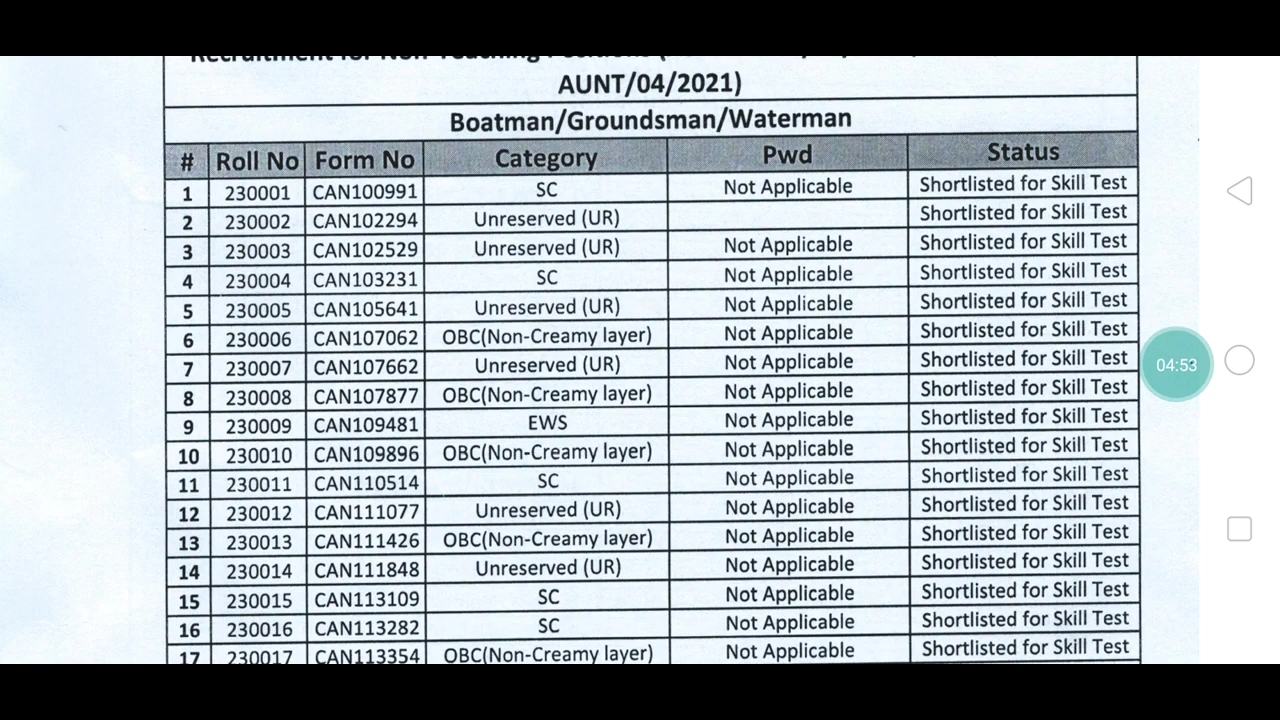 AUNT/04/2021)
Boatman/Groundsman/Waterman
# Roll No Form No Category Pwd Status
1 230001 CAN100991 SC Not Applicable Shortlisted for Skill Test
2 230002 CAN102294 Unreserved (UR) Shortlisted for Skill Test
3 230003 CAN102529 Unreserved (UR) Not Applicable Shortlisted for Skill Test
4 230004 CAN103231 SC Not Applicable Shortlisted for Skill Test
5 230005 CAN105641 Unreserved (UR) Not Applicable Shortlisted for Skill Test
6 230006 CAN107062 OBC(Non-Creamy layer) Not Applicable Shortlisted for Skill Test
7 230007 CAN107662 Unreserved (UR) Not Applicable Shortlisted for Skill Test
8 230008 CAN107877 OBC(Non-Creamy layer) Not Applicable Shortlisted for Skill Test
9 230009 CAN109481 EWS Not Applicable Shortlisted for Skill Test
10 230010 CAN109896 OBC(Non-Creamy layer) Not Applicable Shortlisted for Skill Test
11 230011 CAN110514 SC Not Applicable Shortlisted for Skill Test
12 230012 CAN111077 Unreserved (UR) Not Applicable Shortlisted for Skill Test
13 230013 CAN111426 OBC(Non-Creamy layer) Not Applicable Shortlisted for Skill Test
14 230014 CAN111848 Unreserved (UR) Not Applicable Shortlisted for Skill Test
15 230015 CAN113109 SC Not Applicable Shortlisted for Skill Test
16 230016 CAN113282 SC Not Applicable Shortlisted for Skill Test
17 230017 CAN113354 OBC(Non-Creamy layer) Not Applicable Shortlisted for Skill Test
04:53